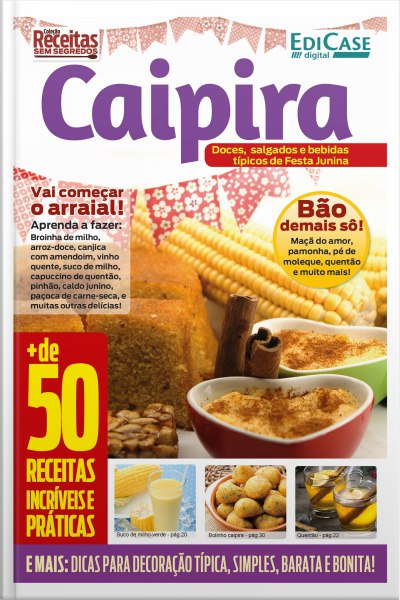 Coleção
Receitas
SEM SEGREDOS
EDICASE
digital
Caipira
Doces, salgados e bebidas
típicos de Festa Junina
Vai começar
o arraial!
Aprenda a fazer:
Broinha de milho,
arroz-doce, canjica
com amendoim, vinho
quente, suco de milho,
capuccino de quentão,
pinhão, caldo junino,
paçoca de carne-seca, e
muitas outras delícias!
Bão
demais sô!
Maçã do amor,
pamonha, pé de
moleque, quentão
e muito mais!
+de
50
RECEITAS
INCRÍVEIS E
PRÁTICAS
Suco de milho-verde - pág.20
Bolinho caipira - pág.30
Quentão - pág.22
E MAIS: DICAS PARA DECORAÇÃO TÍPICA, SIMPLES, BARATA E BONITA!